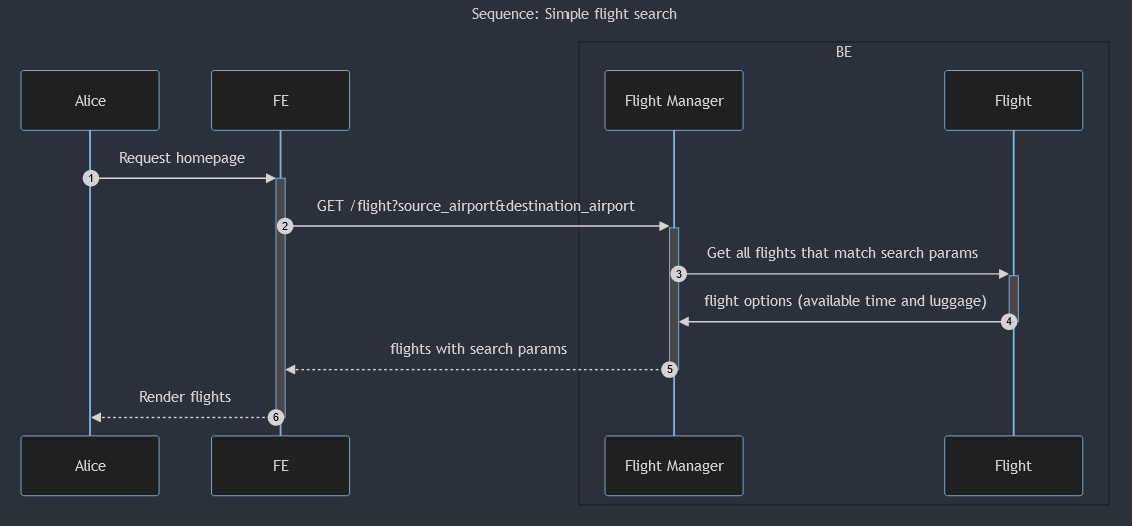 Sequence: Simple flight search
BE
Alice
FE
Flight Manager
Flight
Request homepage
1
GET /flight?source_airport&destination_airport
2
Get all flights that match search params
3
flight options (available time and luggage)
4
flights with search params
5
Render flights
6
Alice
FE
Flight Manager
Flight